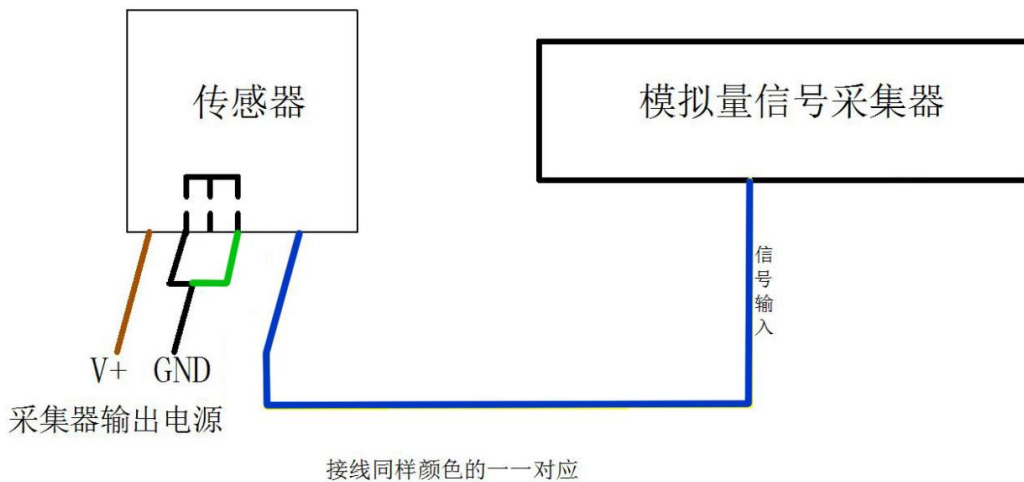 传感器
模拟量信号采集器
信号输入
V+ GND
采集器输出电源
接线同样颜色的一一对应